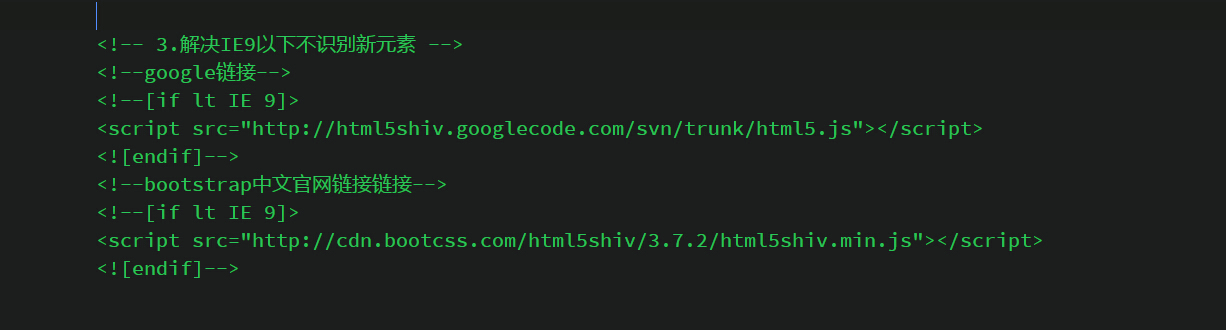 <!-- 3.解决IE9以下不识别新元素 -->
<!--google链接-->
<!--[if lt IE 9]>
<script src="http://html5shiv.googlecode.com/svn/trunk/html5.js"></script>
<![endif]-->
<!--bootstrap中文官网链接链接-->
<!--[if lt IE 9]>
<script src="http://cdn.bootcss.com/html5shiv/3.7.2/html5shiv.min.js"></script>
<![endif]-->